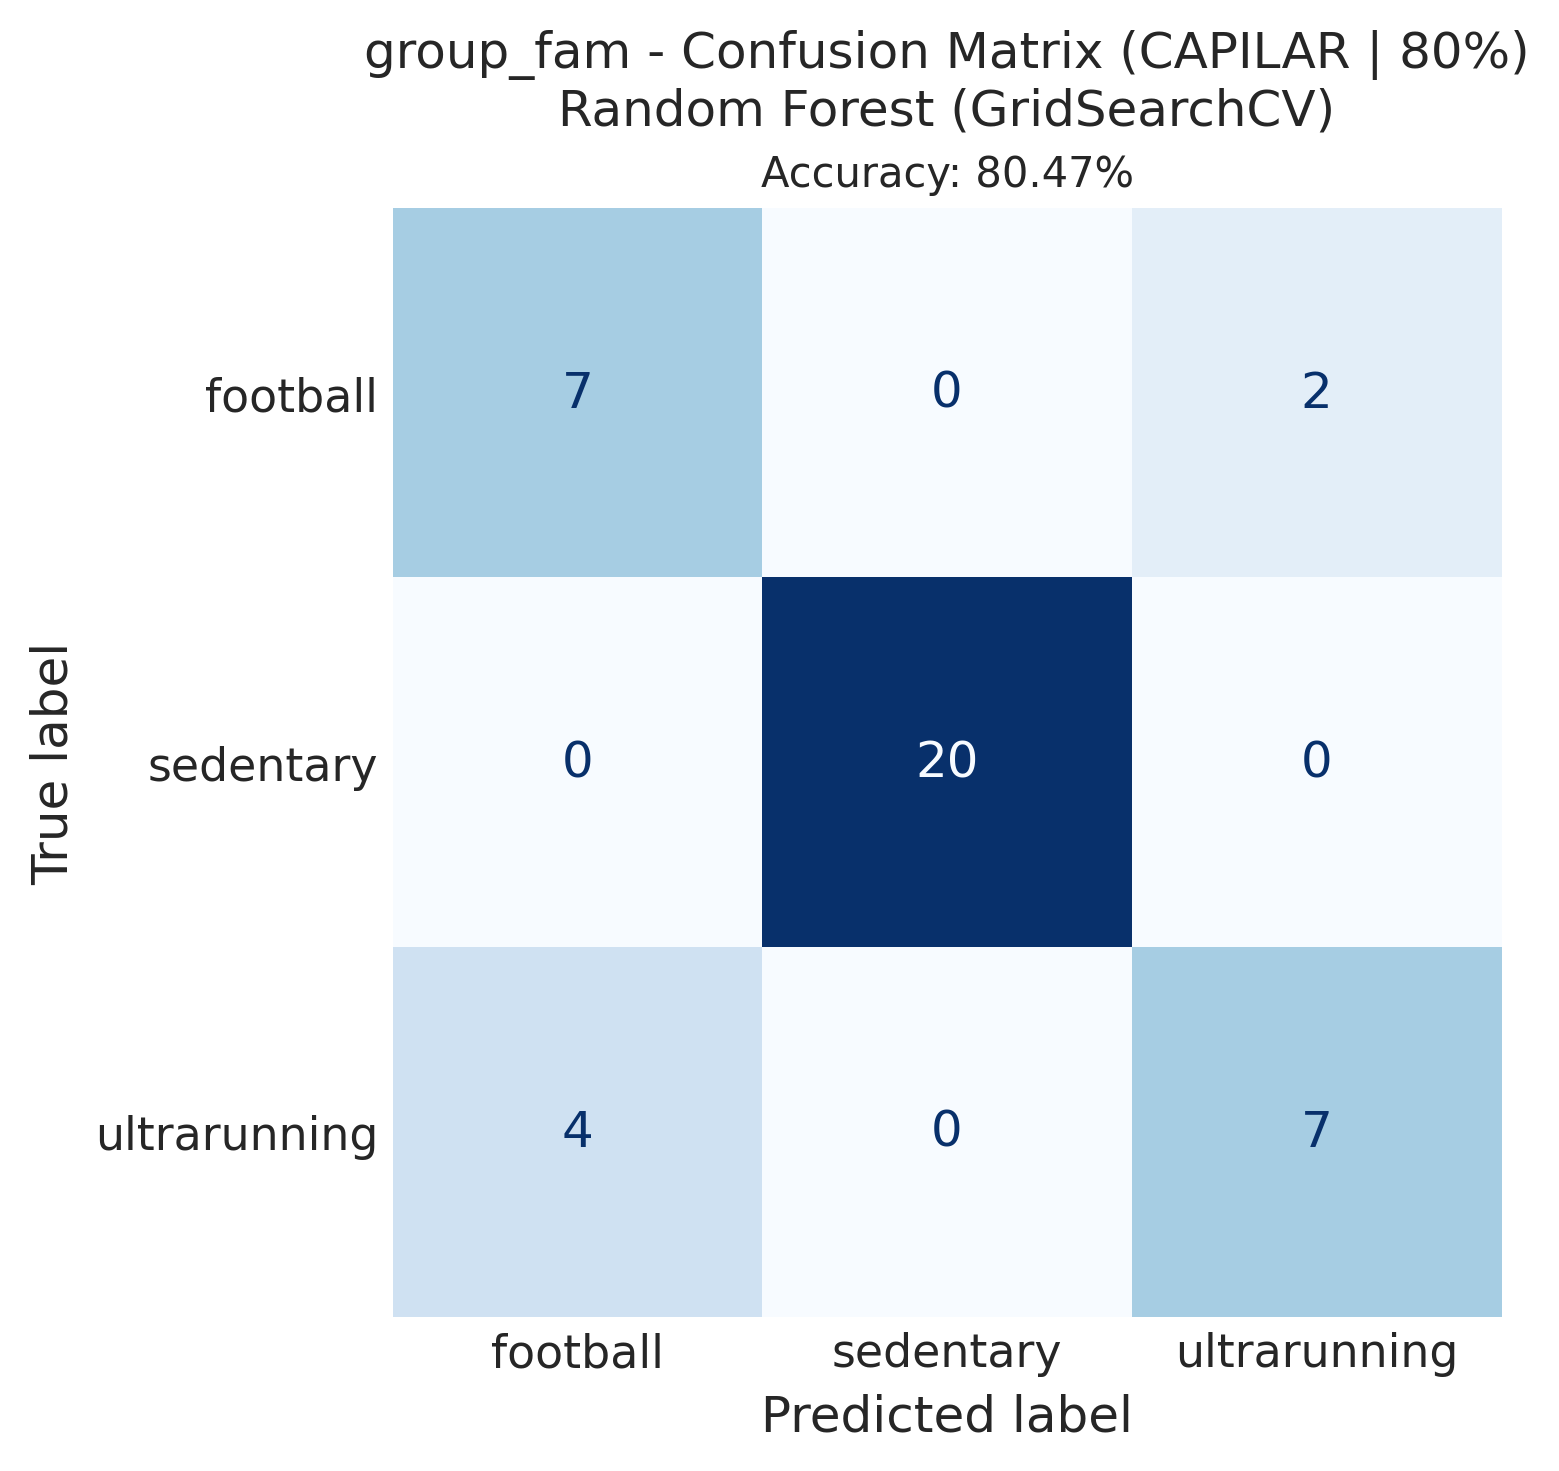 group_fam - Confusion Matrix (CAPILAR | 80%)
Random Forest (GridSearchCV)
Accuracy: 80.47%
True label
football
7
0
2
sedentary
0
20
0
ultrarunning
4
0
7
football
sedentary
ultrarunning
Predicted label